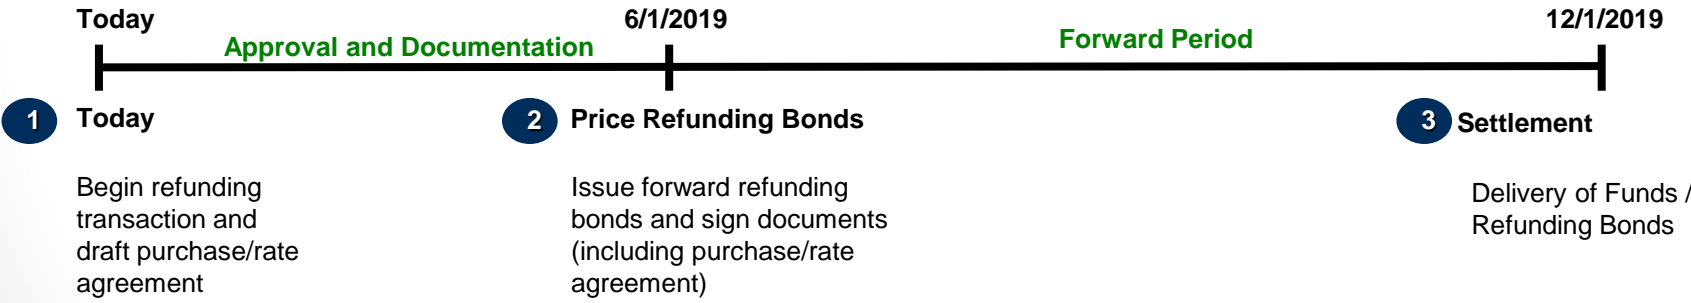 Today
6/1/2019
12/1/2019
Approval and Documentation
Forward Period
1 Today
2 Price Refunding Bonds
3 Settlement
Begin refunding
transaction and
draft purchase/rate
agreement
Issue forward refunding
bonds and sign documents
(including purchase/rate
agreement)
Delivery of Funds /
Refunding Bonds